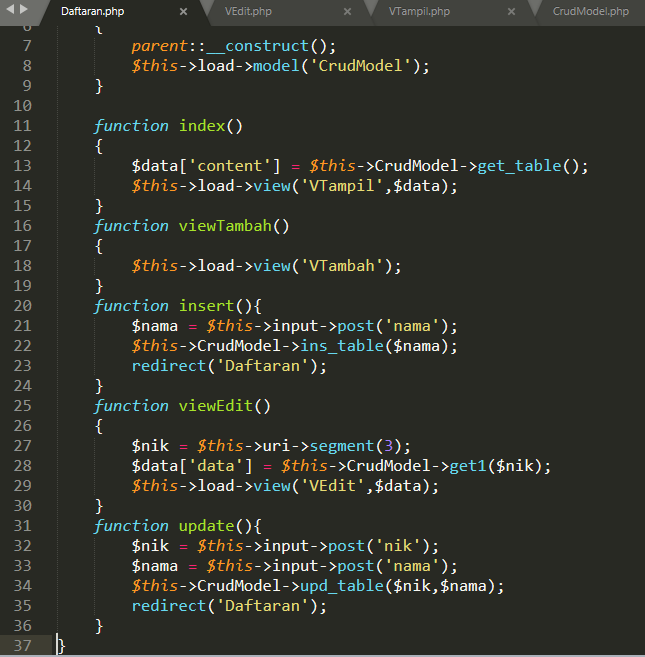 Daftaran.php × VEdit.php × VTampil.php × CrudModel.php
6 {
7 parent::__construct();
8 $this->load->model('CrudModel');
9 }
10
11 function index()
12 {
13 $data['content'] = $this->CrudModel->get_table();
14 $this->load->view('VTampil',$data);
15 }
16 function viewTambah()
17 {
18 $this->load->view('VTambah');
19 }
20 function insert(){
21 $nama = $this->input->post('nama');
22 $this->CrudModel->ins_table($nama);
23 redirect('Daftaran');
24 }
25 function viewEdit()
26 {
27 $nik = $this->uri->segment(3);
28 $data['data'] = $this->CrudModel->get1($nik);
29 $this->load->view('VEdit',$data);
30 }
31 function update(){
32 $nik = $this->input->post('nik');
33 $nama = $this->input->post('nama');
34 $this->CrudModel->upd_table($nik,$nama);
35 redirect('Daftaran');
36 }
37 }